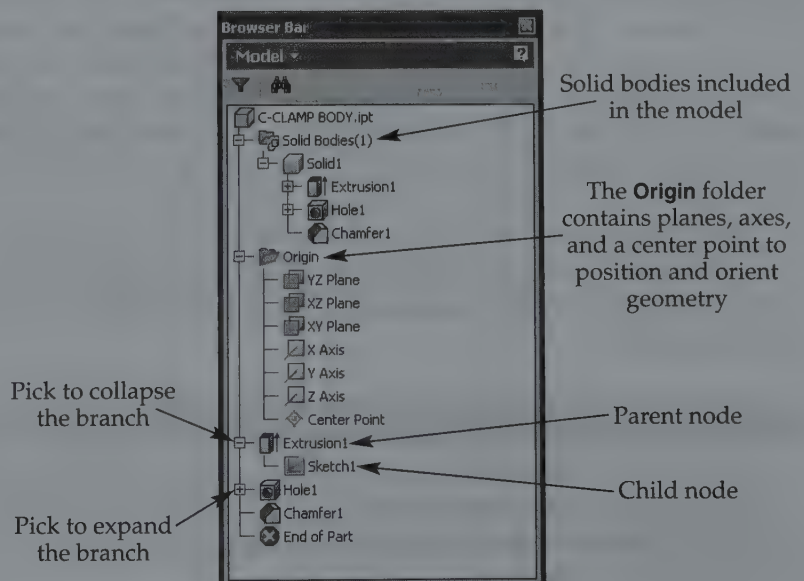 Browser Bar
Model
C-CLAMP BODY.ipt
Solid Bodies(1)
Solid1
Extrusion1
Hole1
Chamfer1
Origin
YZ Plane
XZ Plane
XY Plane
X Axis
Y Axis
Z Axis
Center Point
Extrusion1
Sketch1
Hole1
Chamfer1
End of Part
Solid bodies included
in the model
The Origin folder
contains planes, axes,
and a center point to
position and orient
geometry
Pick to collapse
the branch
Parent node
Child node
Pick to expand
the branch